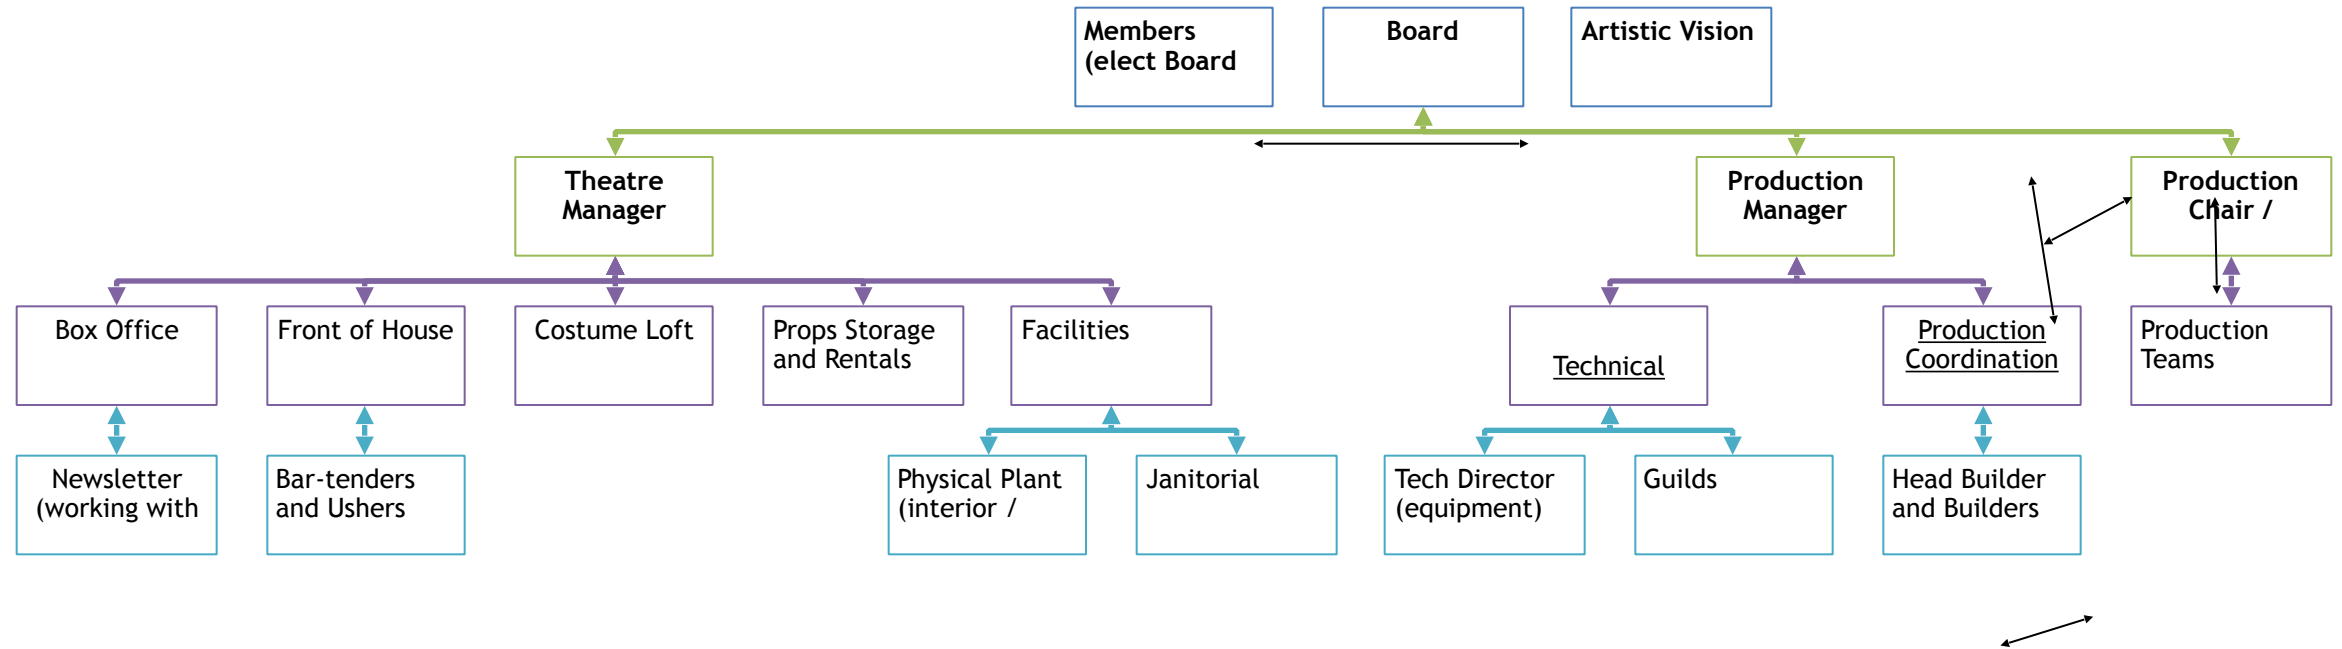 Members
(elect Board
Board
Artistic Vision
Theatre
Manager
Production
Manager
Production
Chair /
Box Office
Front of House
Costume Loft
Props Storage
and Rentals
Facilities
Technical
Production
Coordination
Production
Teams
Newsletter
(working with
Bar-tenders
and Ushers
Physical Plant
(interior /
Janitorial
Tech Director
(equipment)
Guilds
Head Builder
and Builders